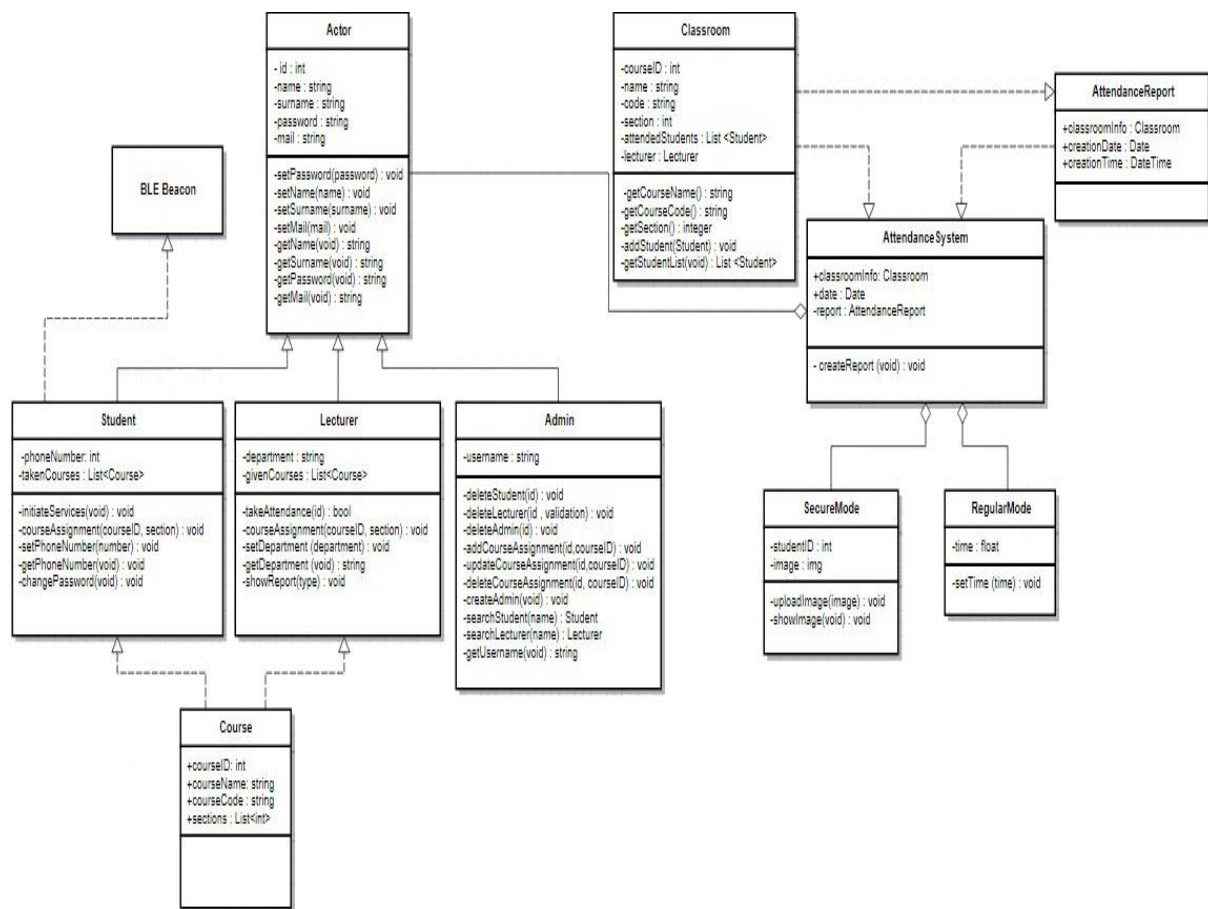 Actor
- id : int
-name : string
-surname : string
-password : string
-mail : string
-setPassword(password) : void
-setName(name) : void
-setSurname(surname) : void
-setMail(mail) : void
-getName(void) : string
-getSurname(void) : string
-getPassword(void) : string
-getMail(void) : string
Classroom
-courseID : int
-name : string
-code : string
-section : int
-attendedStudents : List <Student>
-lecturer : Lecturer
-getCourseName() : string
-getCourseCode() : string
-getSection() : integer
-addStudent(Student) : void
-getStudentList(void) : List <Student>
AttendanceReport
+classroomInfo : Classroom
+creationDate : Date
+creationTime : DateTime
BLE Beacon
AttendanceSystem
+classroomInfo: Classroom
+date : Date
-report : AttendanceReport
- createReport (void) : void
Student
-phoneNumber: int
-takenCourses : List<Course>
-initiateServices(void) : void
-courseAssignment(courseID, section) : void
-setPhoneNumber(number) : void
-getPhoneNumber(void) : void
-changePassword(void) : void
Lecturer
-department : string
-givenCourses : List<Course>
-takeAttendance(id) : bool
-courseAssignment(courseID, section) : void
-setDepartment (department) : void
-getDepartment (void) : string
-showReport(type) : void
Admin
-username : string
-deleteStudent(id) : void
-deleteLecturer(id , validation) : void
-deleteAdmin(id) : void
-addCourseAssignment(id,courseID) : void
-updateCourseAssignment(id,courseID) : void
-deleteCourseAssignment(id, courseID) : void
-createAdmin(void) : void
-searchStudent(name) : Student
-searchLecturer(name) : Lecturer
-getUsername(void) : string
SecureMode
-studentID : int
-image : img
-uploadImage(image) : void
-showImage(void) : void
RegularMode
-time : float
-setTime (time) : void
Course
+courseID: int
+courseName: string
+courseCode : string
+sections : List<int>